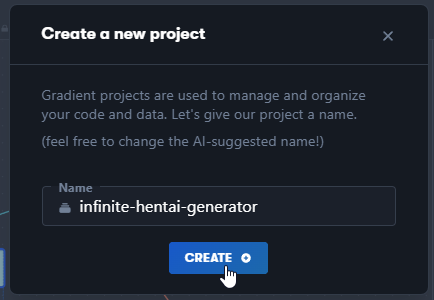 Create a new project
Gradient projects are used to manage and organize
your code and data. Let's give our project a name.
(feel free to change the AI-suggested name!)
Name
infinite-hentai-generator
CREATE